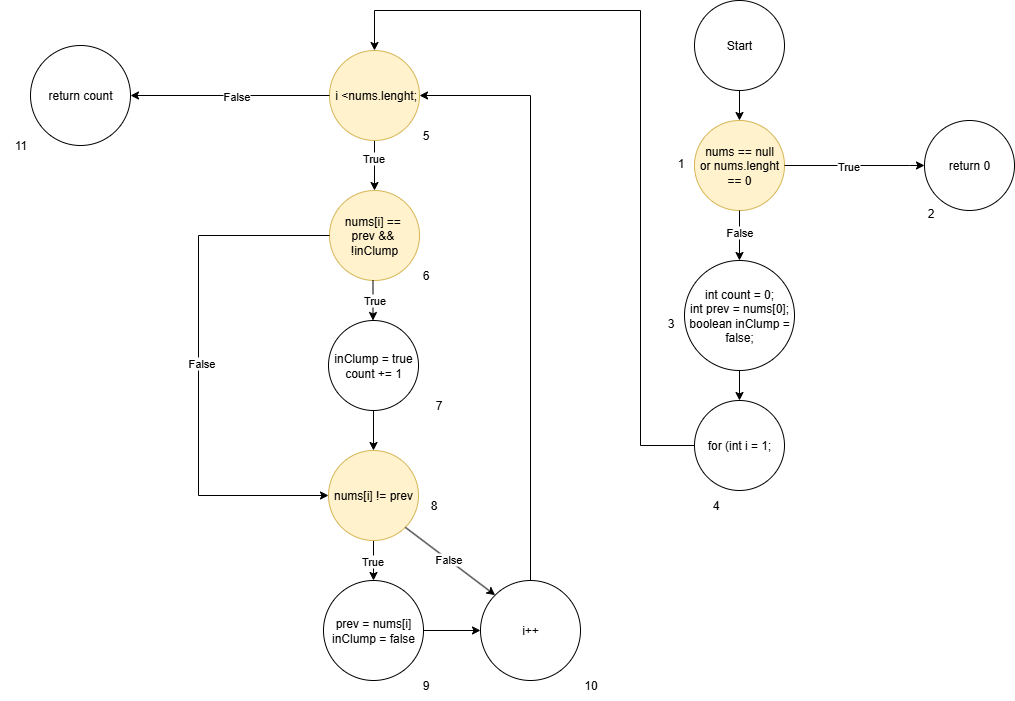 Start
nums == null
or nums.lenght
== 0
1
True
return 0
2
False
int count = 0;
int prev = nums[0];
boolean inClump =
false;
3
for (int i = 1;
4
i <nums.lenght;
5
False
return count
11
True
nums[i] ==
prev &&
!inClump
6
True
False
inClump = true
count += 1
7
nums[i] != prev
8
True
False
prev = nums[i]
inClump = false
9
i++
10